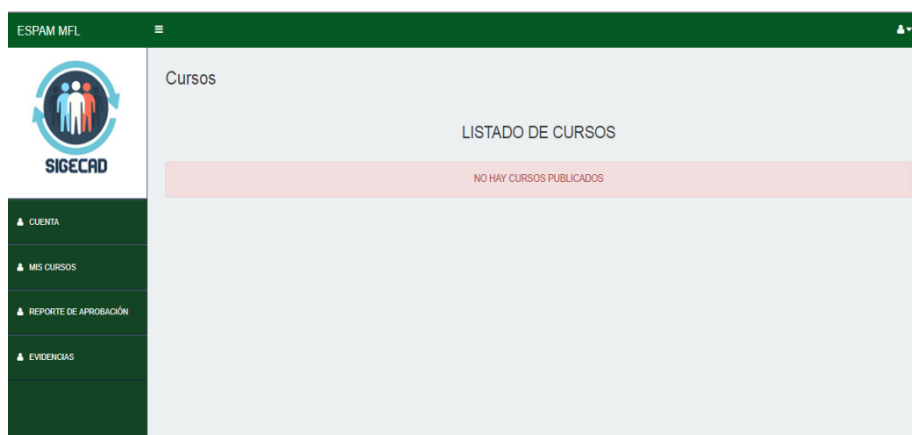 ESPAM MFL
SIGECAD
CUENTA
MIS CURSOS
REPORTE DE APROBACIÓN
EVIDENCIAS
Cursos
LISTADO DE CURSOS
NO HAY CURSOS PUBLICADOS